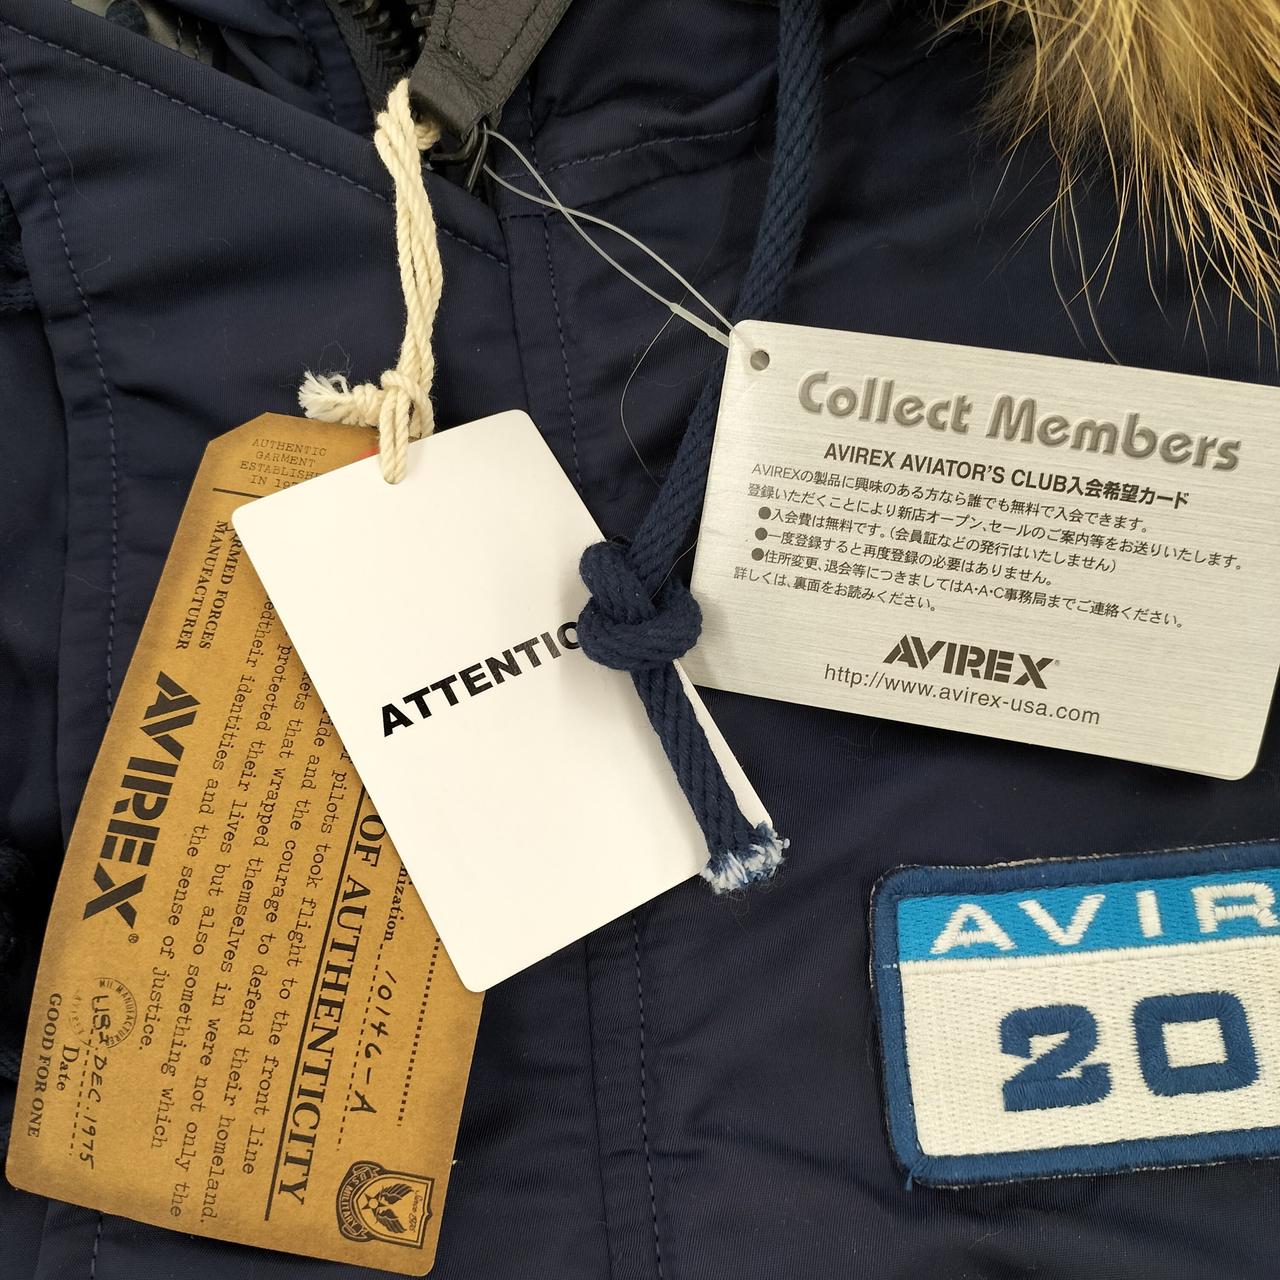 AUTHENTIC
GARMENT
ESTABLISH
IN 19
ARMED FORCES
MANUFACTURER
AVIREX®
OF AUTHENTICITY
pilots took flight to the front line
and the courage to defend their homeland.
that wrapped themselves in were not only the
protected their lives but also something which
their identities and the sense of justice.
10146-A
DEC.1975
Date
GOOD FOR ONE
U.S. MILITARY
ATTENTIO
Collect Members
AVIREX AVIATOR'S CLUB入会希望カード
AVIREXの製品に興味のある方なら誰でも無料で入会できます。
登録いただくことにより新店オープン、セールのご案内等をお送りいたします。
●入会費は無料です。(会員証などの発行はいたしません)
●一度登録すると再度登録の必要はありません。
●住所変更、退会等につきましてはA・A・C事務局までご連絡ください。
詳しくは、裏面をお読みください。
AVIREX
http://www.avirex-usa.com
AVIR
20